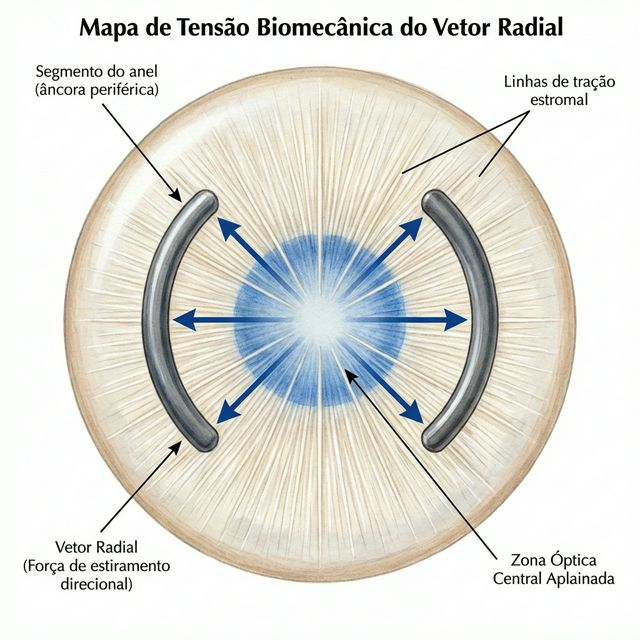 Mapa de Tensão Biomecânica do Vetor Radial
Segmento do anel
(âncora periférica)
Linhas de tração
estromal
Vetor Radial
(Força de estiramento
direcional)
Zona Óptica
Central Aplainada